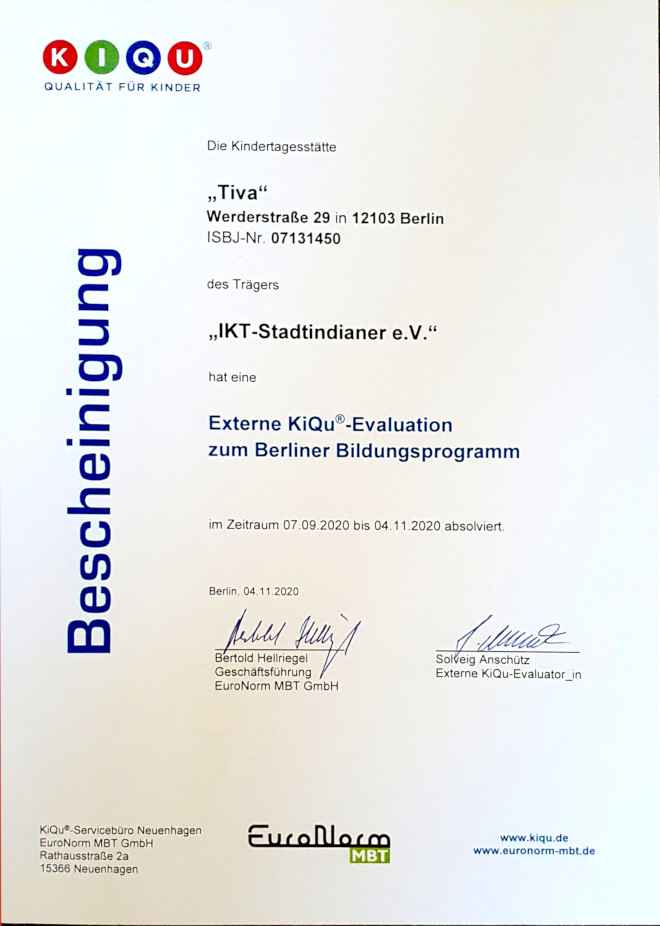 KIQU®
QUALITÄT FÜR KINDER
Bescheinigung
Die Kindertagesstätte
„Tiva“
Werderstraße 29 in 12103 Berlin
ISBJ-Nr. 07131450
des Trägers
„IKT-Stadtindianer e.V.“
hat eine
Externe KiQu®-Evaluation
zum Berliner Bildungsprogramm
im Zeitraum 07.09.2020 bis 04.11.2020 absolviert.
Berlin, 04.11.2020
Bertold Hellriegel
Geschäftsführung
EuroNorm MBT GmbH
Solveig Anschütz
Externe KiQu-Evaluator_in
KiQu®-Servicebüro Neuenhagen
EuroNorm MBT GmbH
Rathausstraße 2a
15366 Neuenhagen
EuroNorm
MBT
www.kiqu.de
www.euronorm-mbt.de